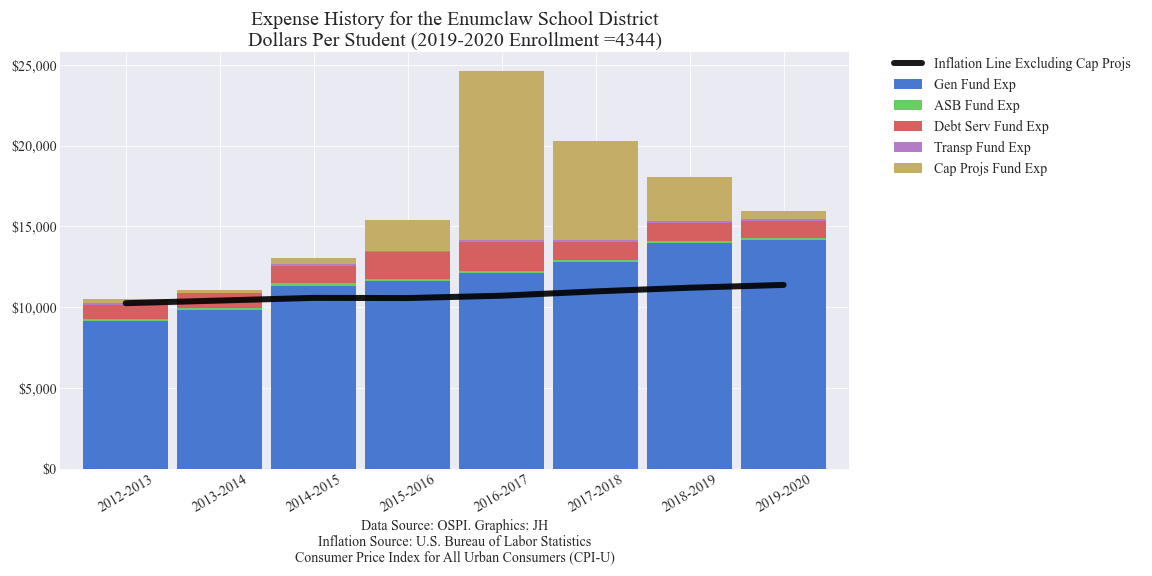 Expense History for the Enumclaw School District
Dollars Per Student (2019-2020 Enrollment =4344)
$25,000
$20,000
$15,000
$10,000
$5,000
$0
2012-2013
2013-2014
2014-2015
2015-2016
2016-2017
2017-2018
2018-2019
2019-2020
Data Source: OSPI. Graphics: JH
Inflation Source: U.S. Bureau of Labor Statistics
Consumer Price Index for All Urban Consumers (CPI-U)
Inflation Line Excluding Cap Projs
Gen Fund Exp
ASB Fund Exp
Debt Serv Fund Exp
Transp Fund Exp
Cap Projs Fund Exp